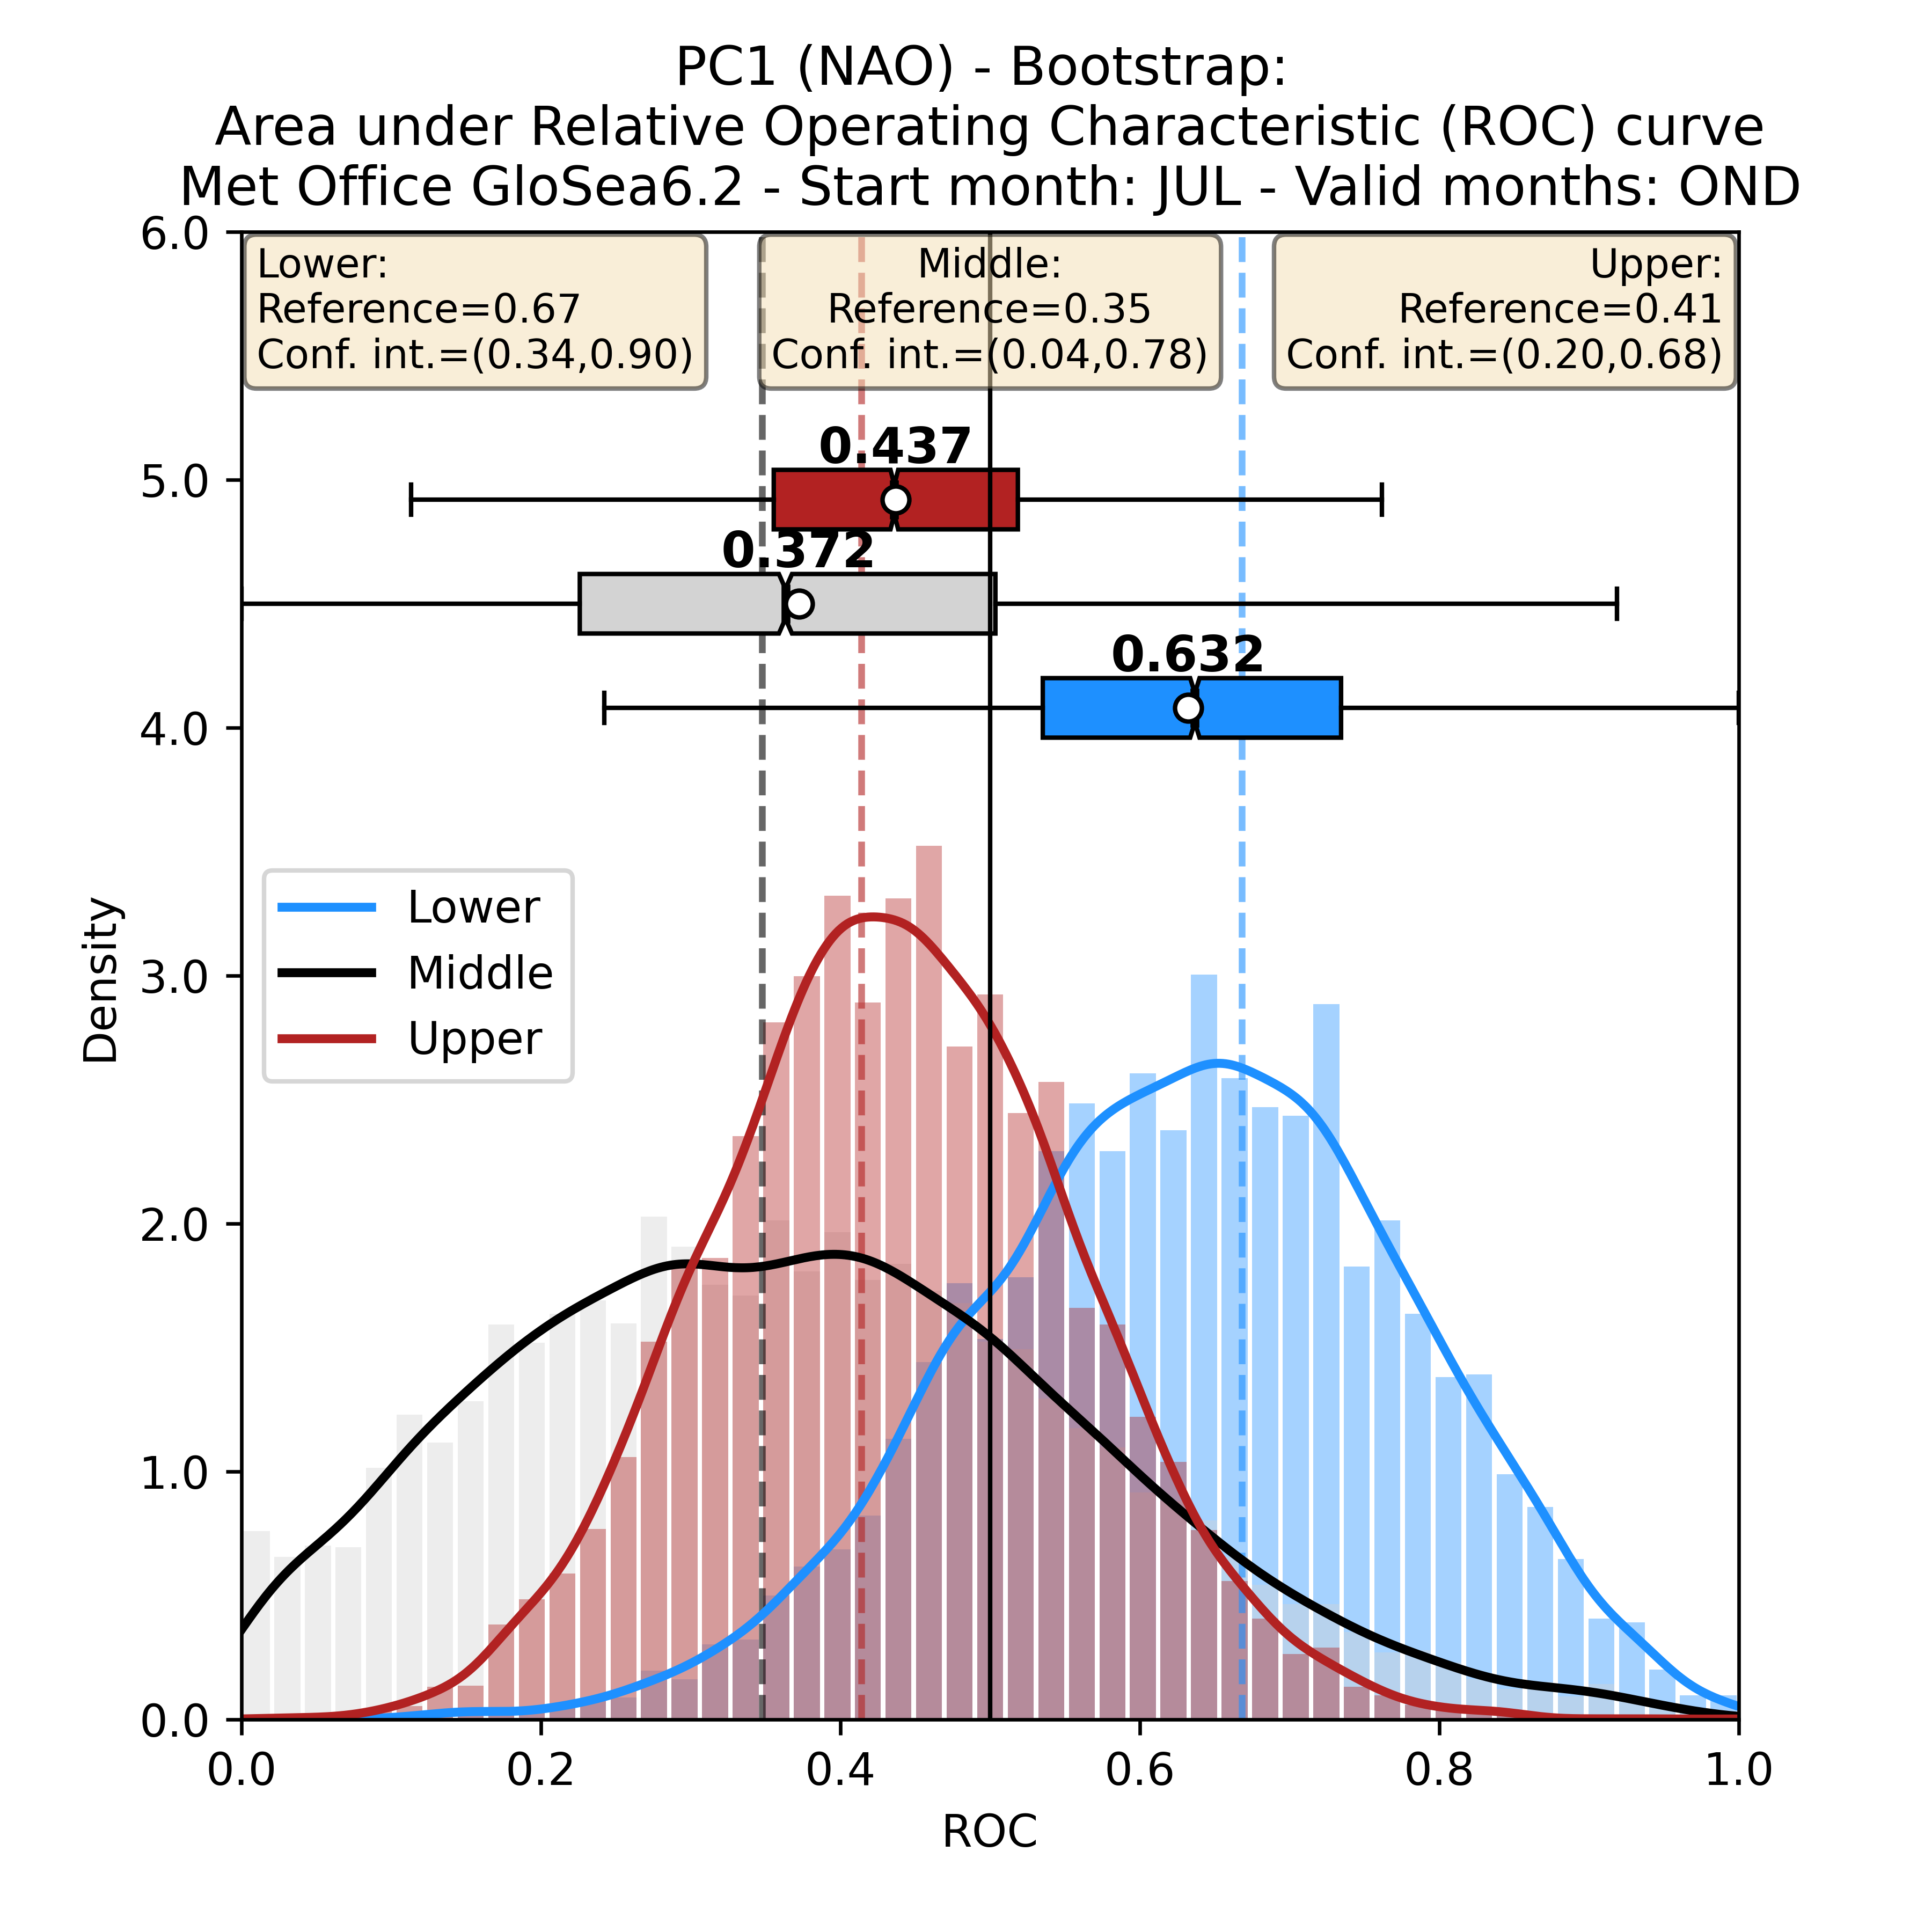 PC1 (NAO) - Bootstrap:
Area under Relative Operating Characteristic (ROC) curve
Met Office GloSea6.2 - Start month: JUL - Valid months: OND
Lower:
Reference=0.67
Conf. int.=(0.34,0.90)
Middle:
Reference=0.35
Conf. int.=(0.04,0.78)
Upper:
Reference=0.41
Conf. int.=(0.20,0.68)
0.437
0.372
0.632
6.0
5.0
4.0
3.0
2.0
1.0
0.0
Density
Lower
Middle
Upper
0.0 0.2 0.4 0.6 0.8 1.0
ROC